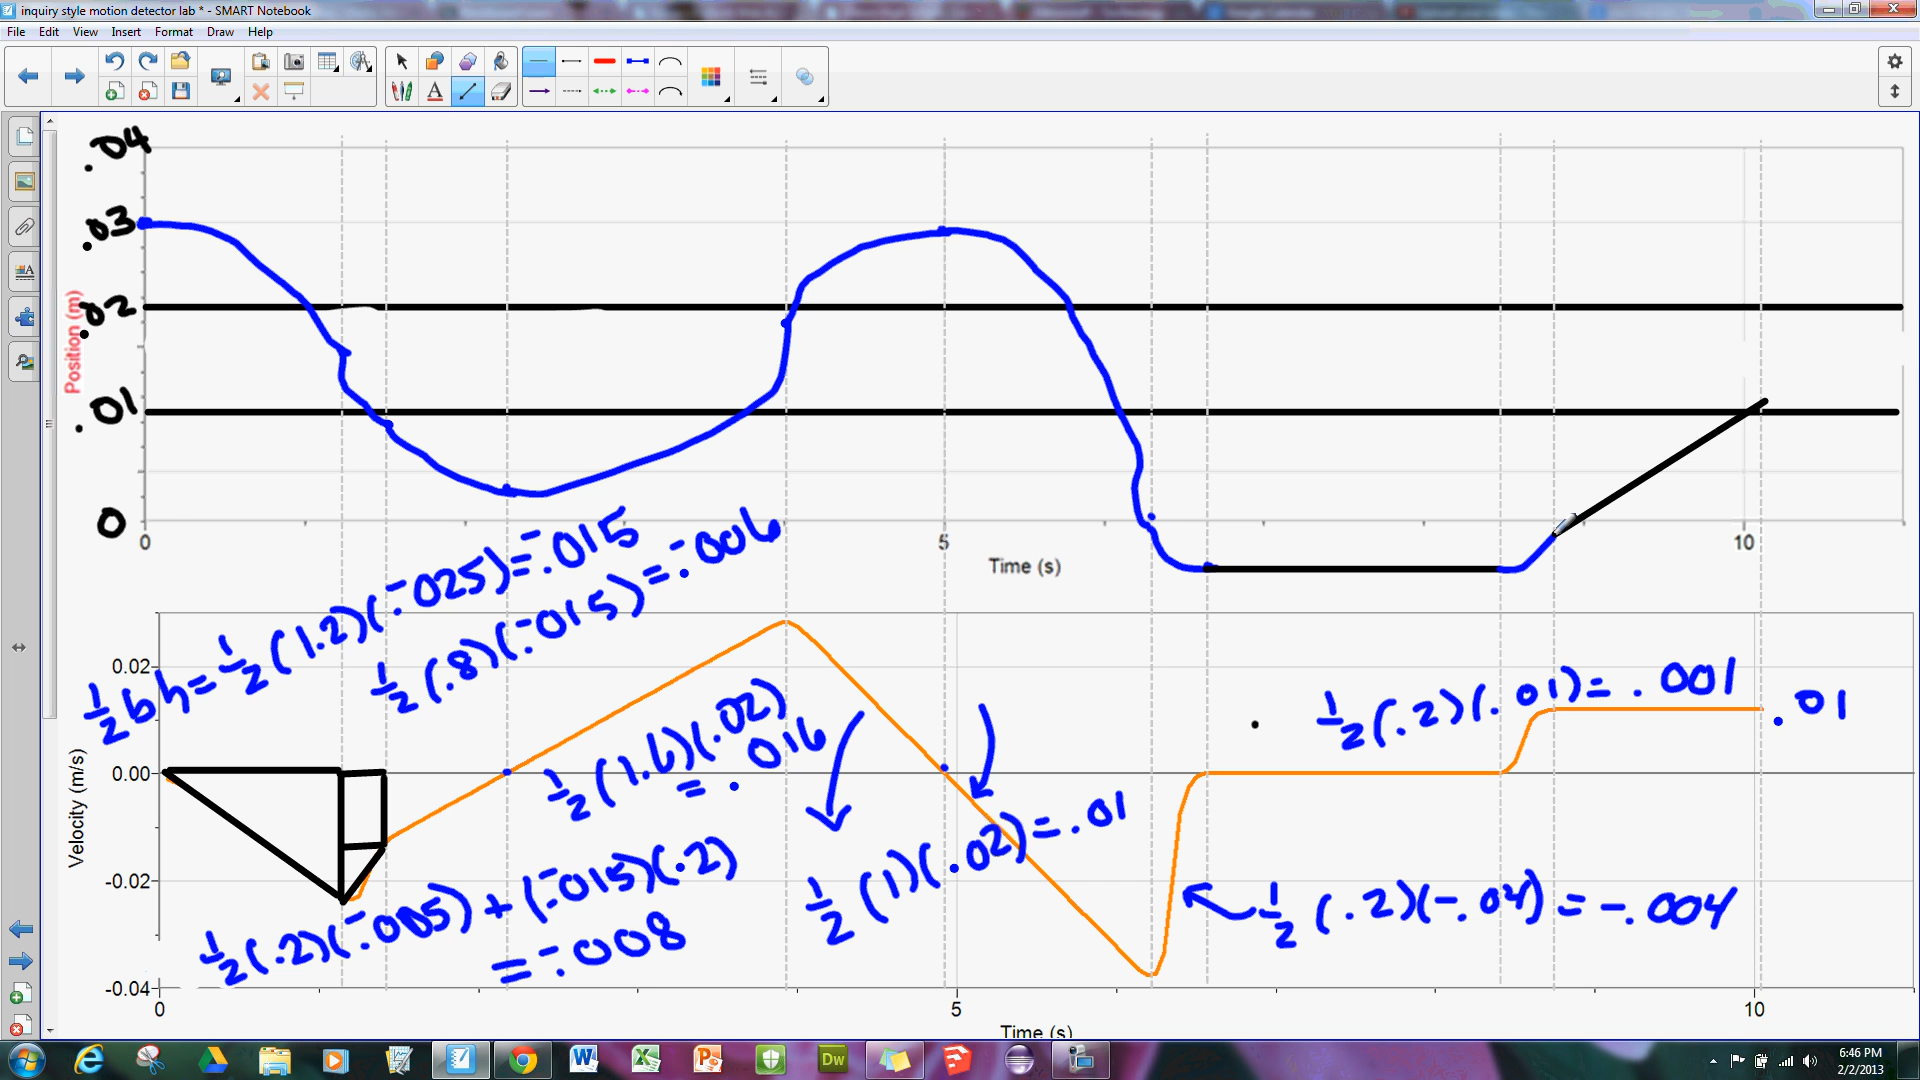 inquiry style motion detector lab * - SMART Notebook
File Edit View Insert Format Draw Help
.04
.03
.02
.01
0
Position (m)
0 5 10
Time (s)
½bh=½(1.2)(-.025)=-.015
½(.8)(-.015)=-.006
½(1.6)(.02)
=.016
½(.2)(.01)=.001
.01
½(1)(.02)=.01
½(.2)(-.005)+(-.015)(.2)
=-.008
½(.2)(-.04)=-.004
0.02
0.00
-0.02
-0.04
Velocity (m/s)
0 5 10
Time (s)
6:46 PM
2/2/2013